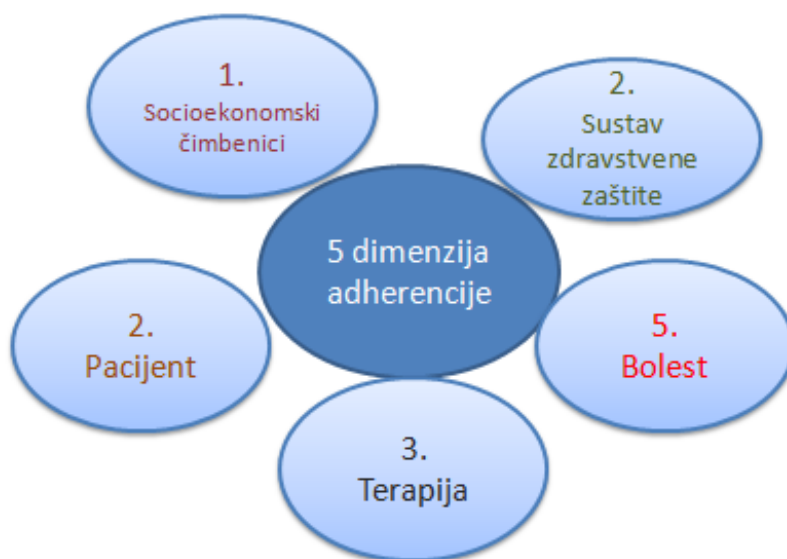 1.
Socioekonomski
čimbenici
2.
Sustav
zdravstvene
zaštite
5 dimenzija
adherencije
2.
Pacijent
5.
Bolest
3.
Terapija